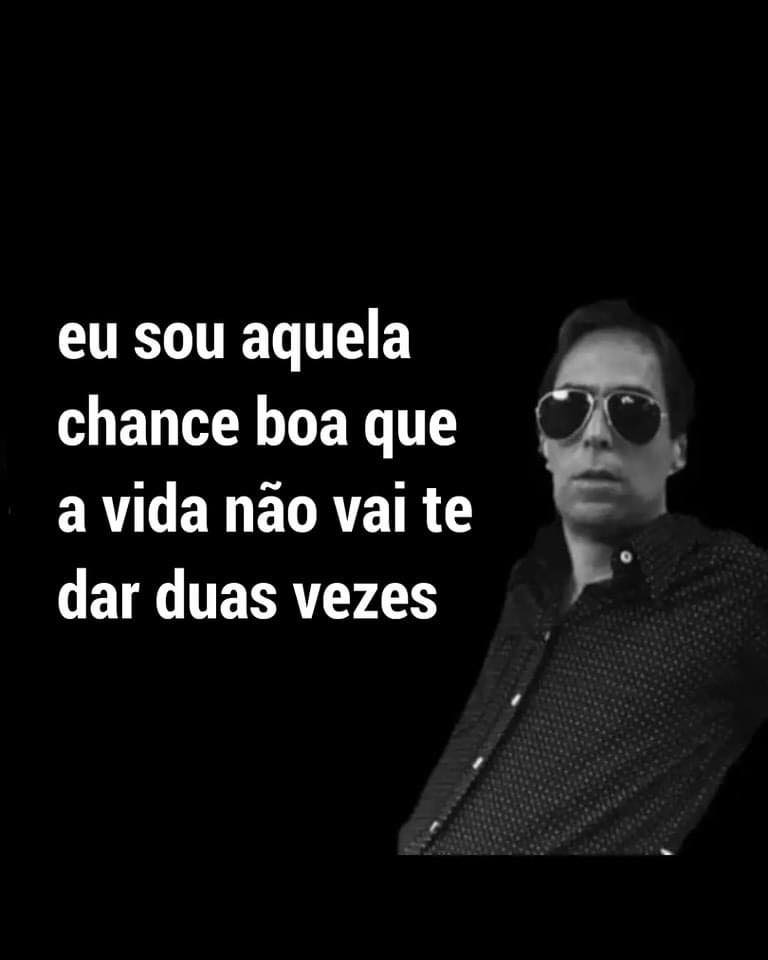 eu sou aquela
chance boa que
a vida não vai te
dar duas vezes